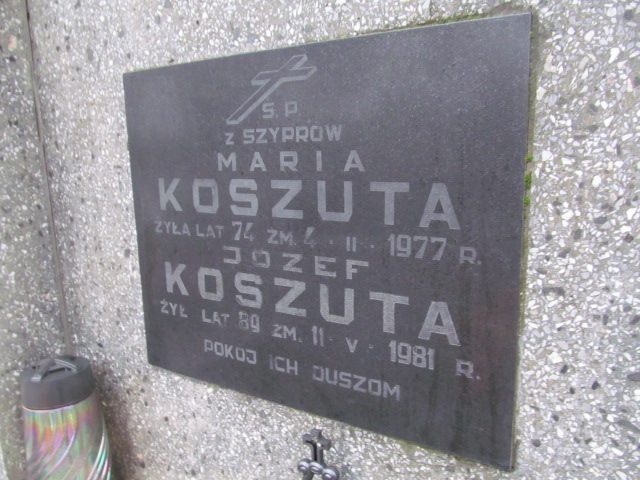 S. P
Z SZYPRÓW
MARIA
KOSZUTA
ŻYŁA LAT 74 ZM. 4 · II · 1977 R.
JÓZEF
KOSZUTA
ŻYŁ LAT 89 ZM. 11 · V · 1981 R.
POKÓJ ICH DUSZOM